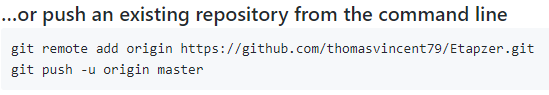 ...or push an existing repository from the command line
git remote add origin https://github.com/thomasvincent79/Etapzer.git
git push -u origin master